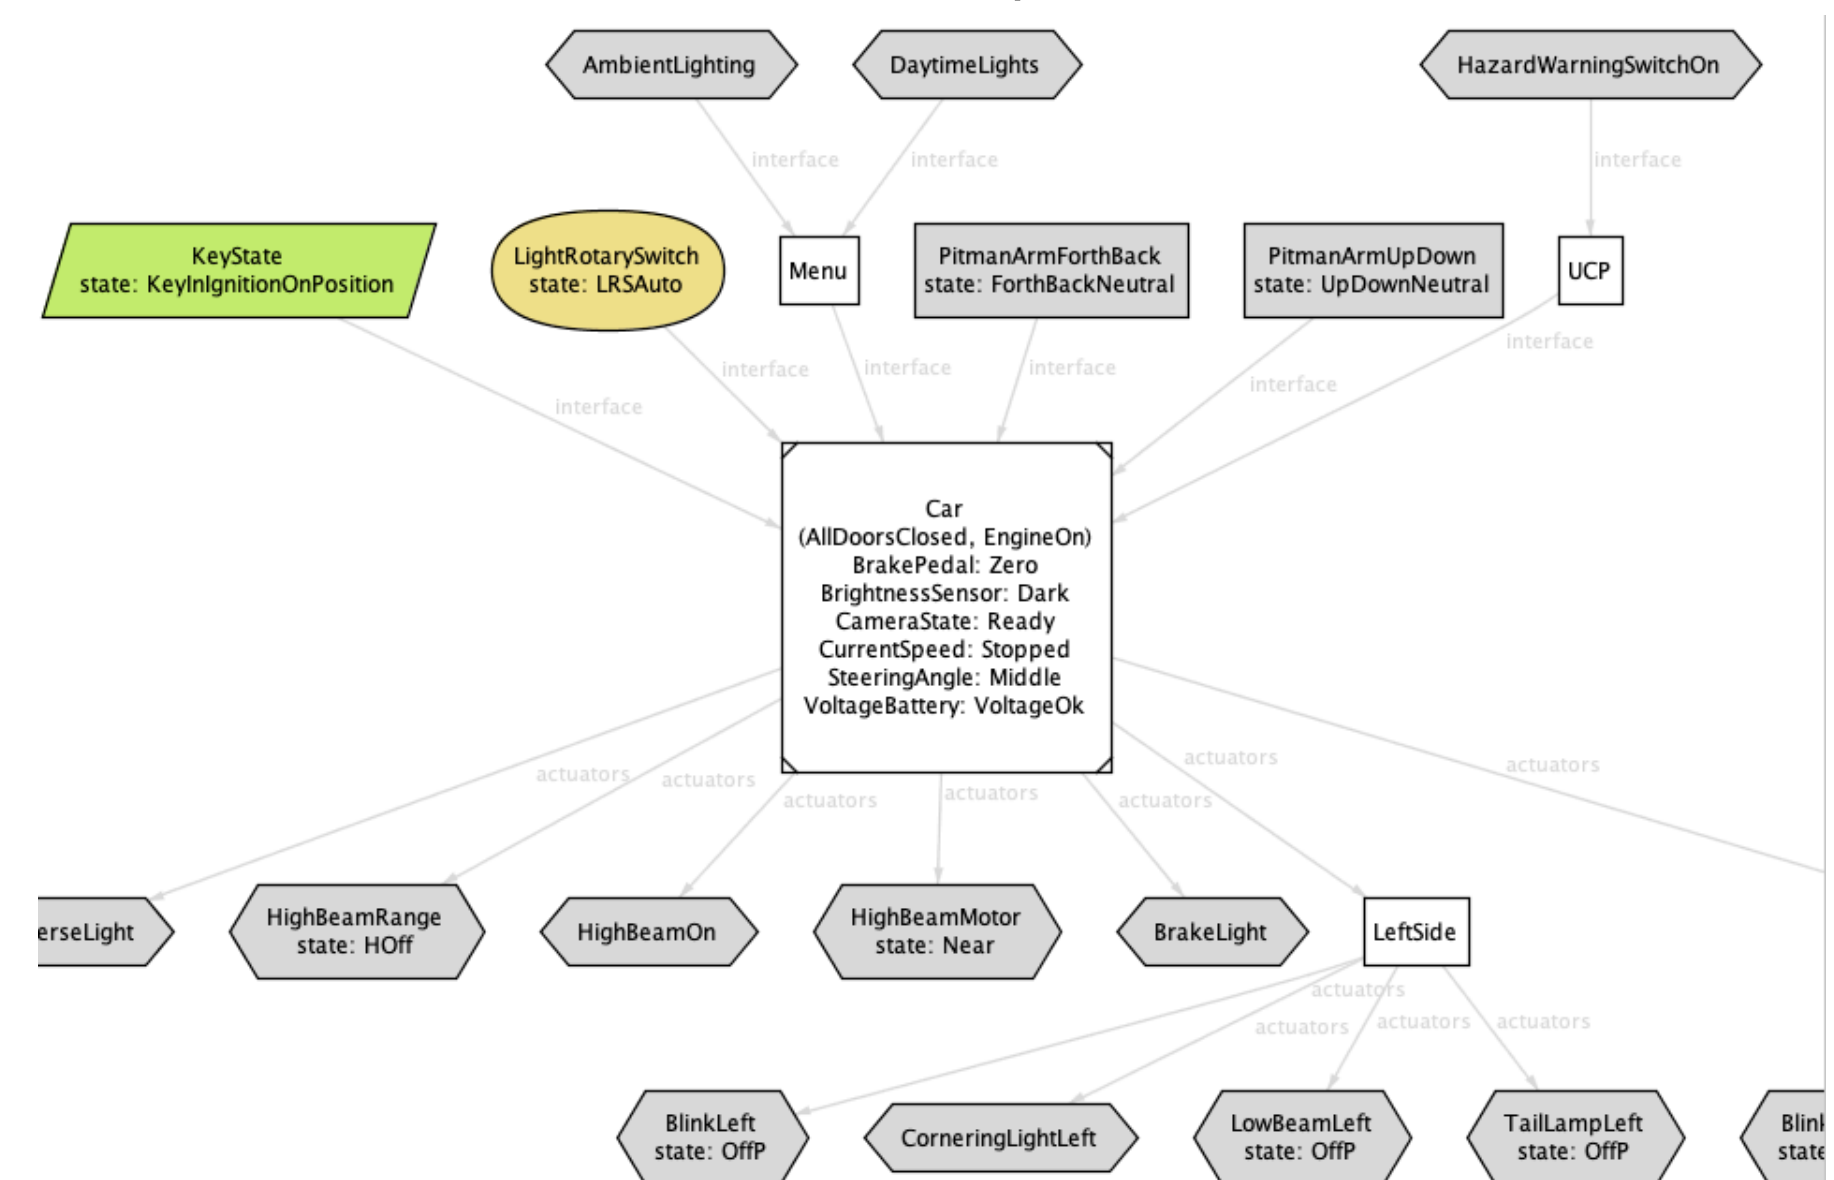 AmbientLighting
DaytimeLights
HazardWarningSwitchOn
interface
interface
interface
KeyState
state: KeyInIgnitionOnPosition
LightRotarySwitch
state: LRSAuto
Menu
PitmanArmForthBack
state: ForthBackNeutral
PitmanArmUpDown
state: UpDownNeutral
UCP
interface
interface
interface
interface
interface
interface
Car
(AllDoorsClosed, EngineOn)
BrakePedal: Zero
BrightnessSensor: Dark
CameraState: Ready
CurrentSpeed: Stopped
SteeringAngle: Middle
VoltageBattery: VoltageOk
actuators
actuators
actuators
actuators
actuators
actuators
actuators
erseLight
HighBeamRange
state: HOff
HighBeamOn
HighBeamMotor
state: Near
BrakeLight
LeftSide
actuators
actuators
actuators
actuators
BlinkLeft
state: OffP
CorneringLightLeft
LowBeamLeft
state: OffP
TailLampLeft
state: OffP
Blink
state